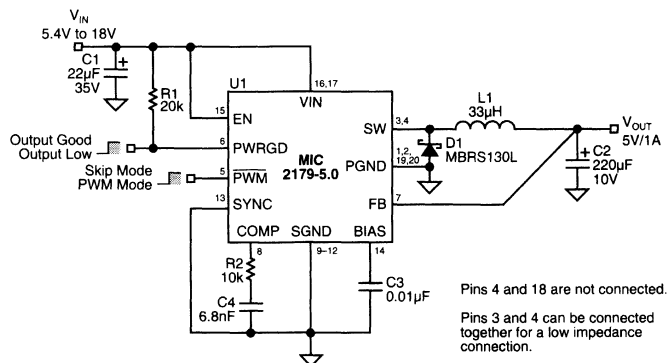 VIN
5.4V to 18V
C1
22µF
35V
+
R1
20k
U1
15
EN
16,17
VIN
Output Good
Output Low
6
PWRGD
Skip Mode
PWM Mode
5
PWM
13
SYNC
MIC
2179-5.0
SW
3,4
L1
33µH
VOUT
5V/1A
D1
MBRS130L
1,2,
19,20
PGND
+
C2
220µF
10V
FB
7
COMP
SGND
BIAS
8
9–12
14
R2
10k
C4
6.8nF
C3
0.01µF
Pins 4 and 18 are not connected.
Pins 3 and 4 can be connected
together for a low impedance
connection.